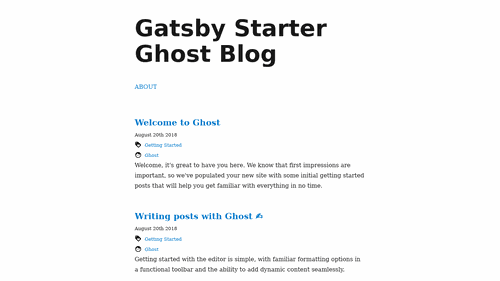 Gatsby Starter
Ghost Blog
ABOUT
Welcome to Ghost
August 20th 2018
Getting Started
Ghost
Welcome, it's great to have you here. We know that first impressions are
important, so we've populated your new site with some initial getting started
posts that will help you get familiar with everything in no time.
Writing posts with Ghost ✍
August 20th 2018
Getting Started
Ghost
Getting started with the editor is simple, with familiar formatting options in
a functional toolbar and the ability to add dynamic content seamlessly.